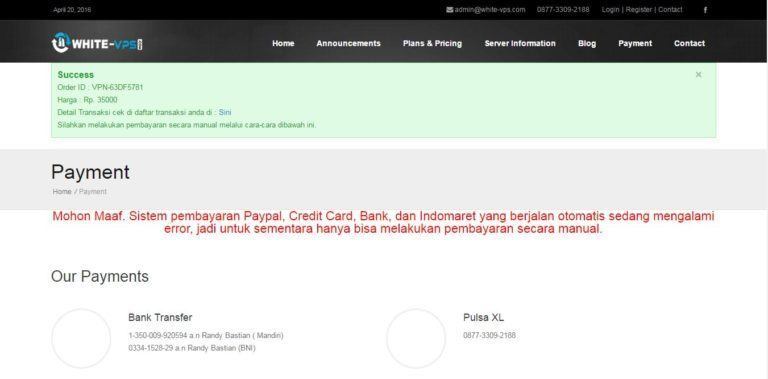 April 20, 2016
admin@white-vps.com 0877-3309-2188 Login | Register | Contact
WHITE-VPS
Home Announcements Plans & Pricing Server Information Blog Payment Contact
Success ×
Order ID : VPN-63DF5781
Harga : Rp. 35000
Detail Transaksi cek di daftar transaksi anda di : Sini
Silahkan melakukan pembayaran secara manual melalui cara-cara dibawah ini.
Payment
Home / Payment
Mohon Maaf. Sistem pembayaran Paypal, Credit Card, Bank, dan Indomaret yang berjalan otomatis sedang mengalami
error, jadi untuk sementara hanya bisa melakukan pembayaran secara manual.
Our Payments
Bank Transfer
1-350-009-920594 a.n Randy Bastian ( Mandiri)
0334-1528-29 a.n Randy Bastian (BNI)
Pulsa XL
0877-3309-2188